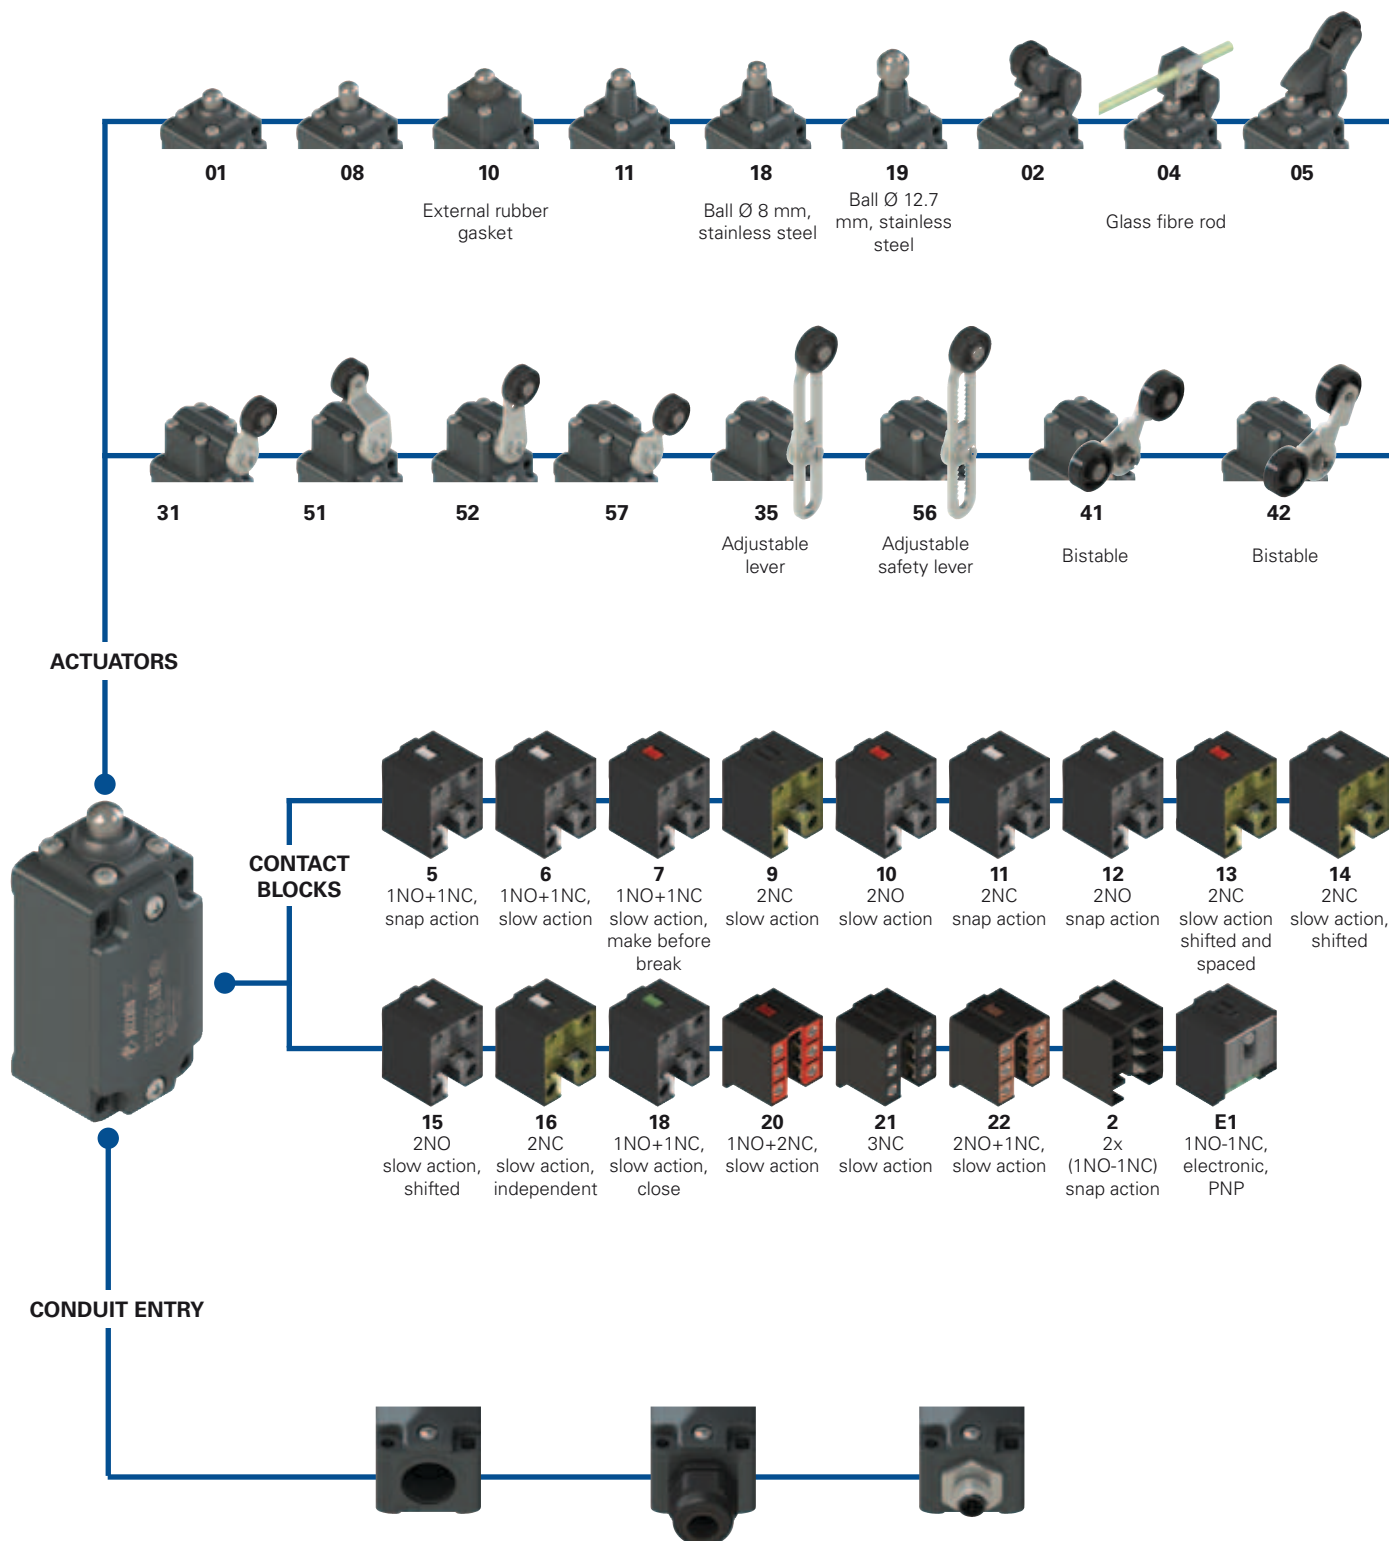 01 08 10 11 18 19 02 04 05
External rubber
gasket
Ball Ø 8 mm,
stainless steel
Ball Ø 12.7
mm, stainless
steel
Glass fibre rod
31 51 52 57 35 56 41 42
Adjustable
lever
Adjustable
safety lever
Bistable
Bistable
ACTUATORS
CONTACT
BLOCKS
5
1NO+1NC,
snap action
6
1NO+1NC,
slow action
7
1NO+1NC
slow action,
make before
break
9
2NC
slow action
10
2NO
slow action
11
2NC
snap action
12
2NO
snap action
13
2NC
slow action
shifted and
spaced
14
2NC
slow action,
shifted
15
2NO
slow action,
shifted
16
2NC
slow action,
independent
18
1NO+1NC,
slow action,
close
20
1NO+2NC,
slow action
21
3NC
slow action
22
2NO+1NC,
slow action
2
2x
(1NO-1NC)
snap action
E1
1NO-1NC,
electronic,
PNP
CONDUIT ENTRY